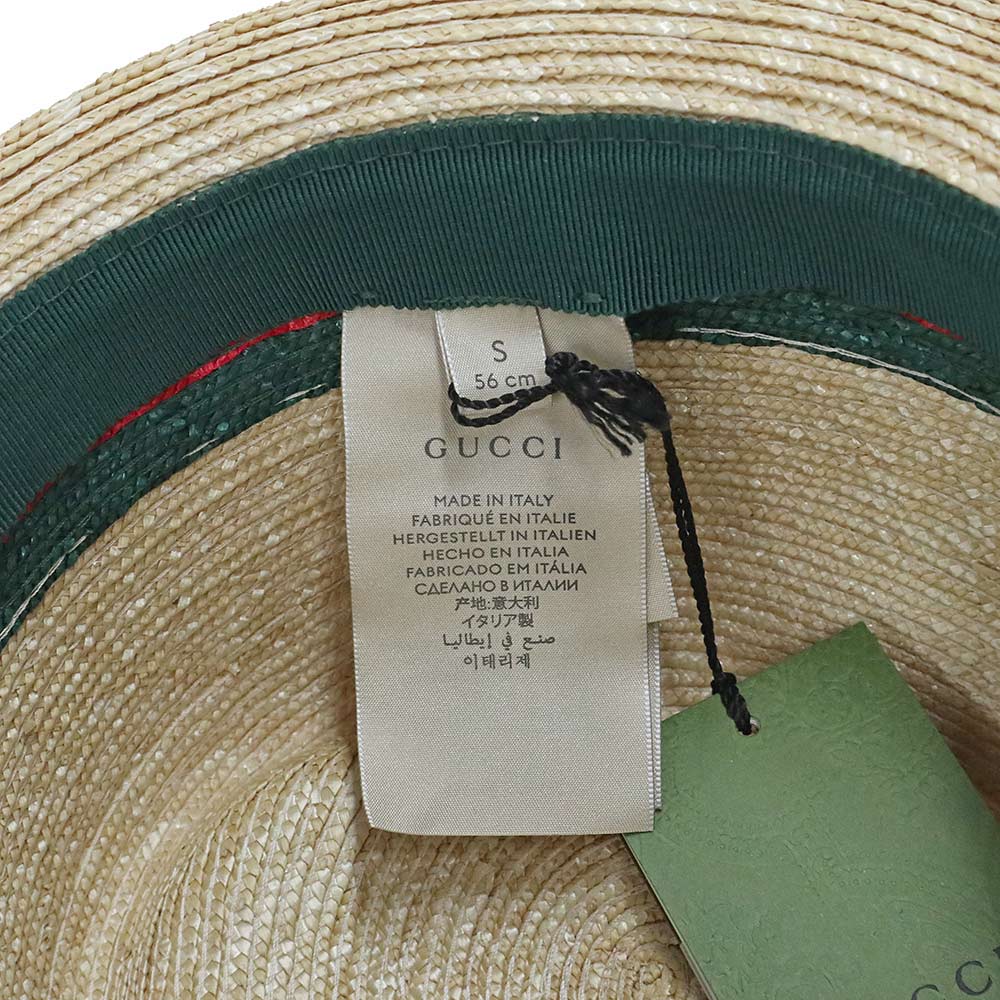 S
56 cm
GUCCI
MADE IN ITALY
FABRIQUÉ EN ITALIE
HERGESTELLT IN ITALIEN
HECHO EN ITALIA
FABRICADO EM ITÁLIA
СДЕЛАНО В ИТАЛИИ
产地:意大利
イタリア製
صنع في إيطاليا
이태리제